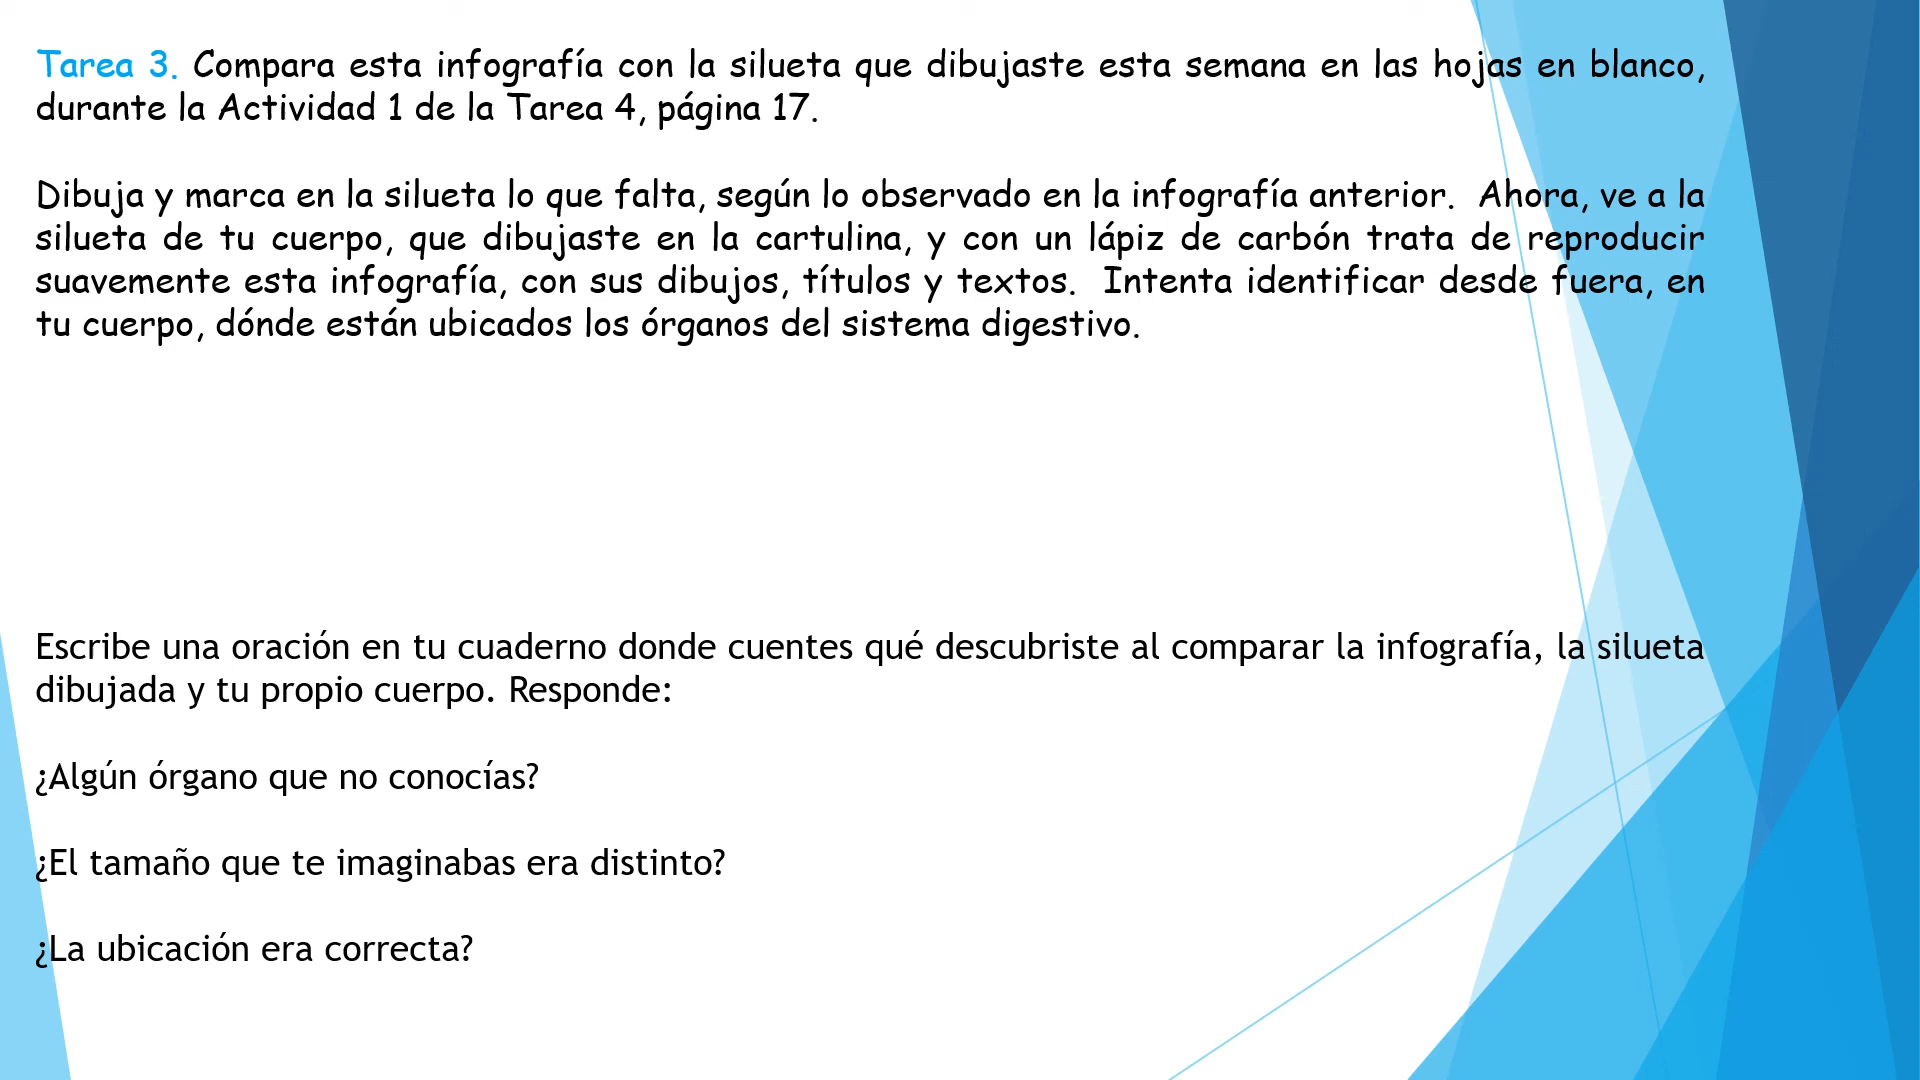 Tarea 3. Compara esta infografía con la silueta que dibujaste esta semana en las hojas en blanco,
durante la Actividad 1 de la Tarea 4, página 17.
Dibuja y marca en la silueta lo que falta, según lo observado en la infografía anterior. Ahora, ve a la
silueta de tu cuerpo, que dibujaste en la cartulina, y con un lápiz de carbón trata de reproducir
suavemente esta infografía, con sus dibujos, títulos y textos. Intenta identificar desde fuera, en
tu cuerpo, dónde están ubicados los órganos del sistema digestivo.
Escribe una oración en tu cuaderno donde cuentes qué descubriste al comparar la infografía, la silueta
dibujada y tu propio cuerpo. Responde:
¿Algún órgano que no conocías?
¿El tamaño que te imaginabas era distinto?
¿La ubicación era correcta?